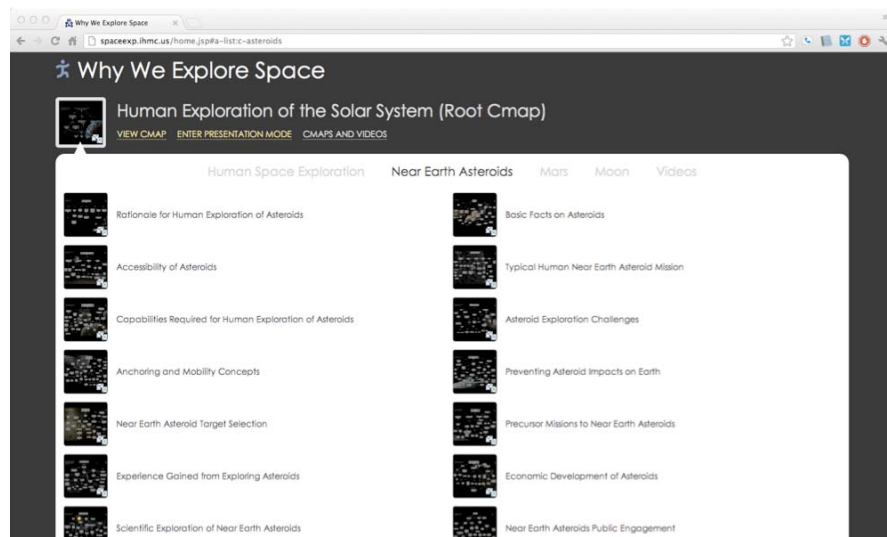 Why We Explore Space
spaceexp.ihmc.us/home.jsp#a-list:c-asteroids
Why We Explore Space
Human Exploration of the Solar System (Root Cmap)
VIEW CMAP ENTER PRESENTATION MODE CMAPS AND VIDEOS
Human Space Exploration Near Earth Asteroids Mars Moon Videos
Rationale for Human Exploration of Asteroids Basic Facts on Asteroids
Accessibility of Asteroids Typical Human Near Earth Asteroid Mission
Capabilities Required for Human Exploration of Asteroids Asteroid Exploration Challenges
Anchoring and Mobility Concepts Preventing Asteroid Impacts on Earth
Near Earth Asteroid Target Selection Precursor Missions to Near Earth Asteroids
Experience Gained from Exploring Asteroids Economic Development of Asteroids
Scientific Exploration of Near Earth Asteroids Near Earth Asteroids Public Engagement